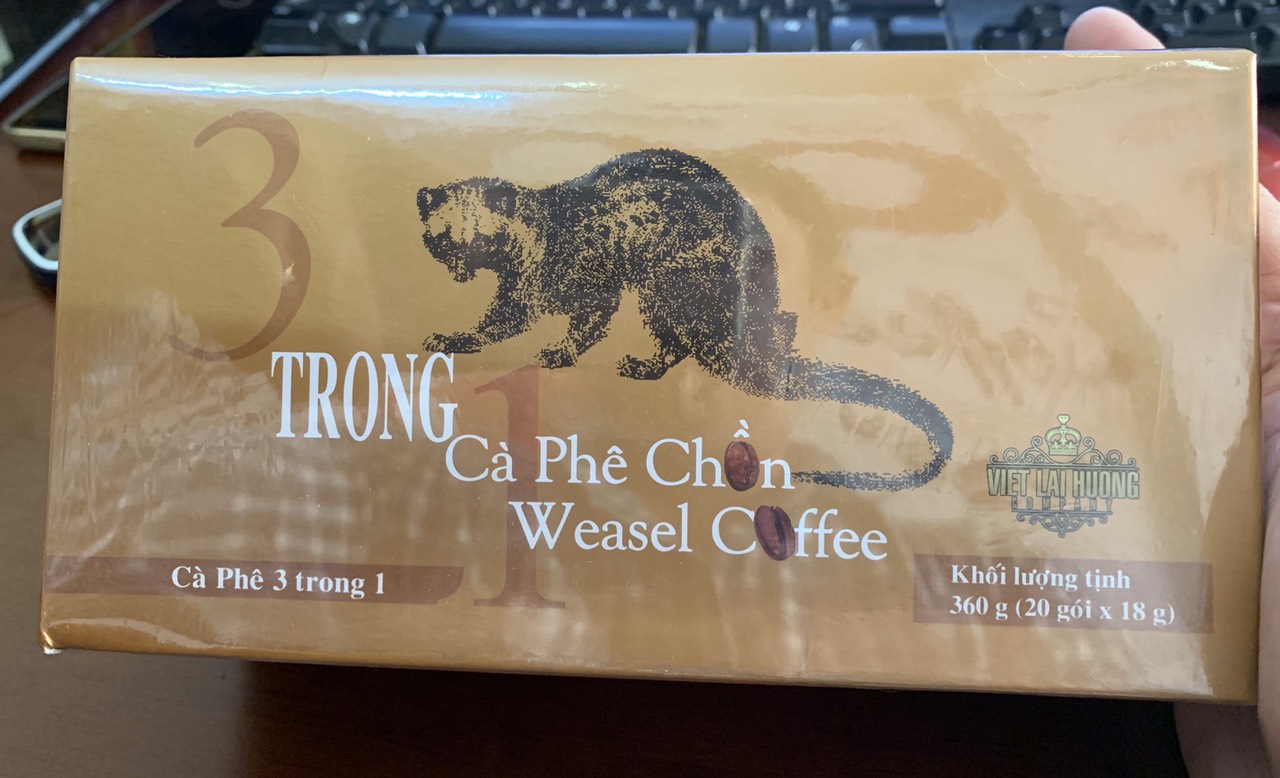 3
TRONG
1
Cà Phê Chồn
Weasel Coffee
VIET LAI HUONG
COMPANY
Cà Phê 3 trong 1
Khối lượng tịnh
360 g (20 gói x 18 g)